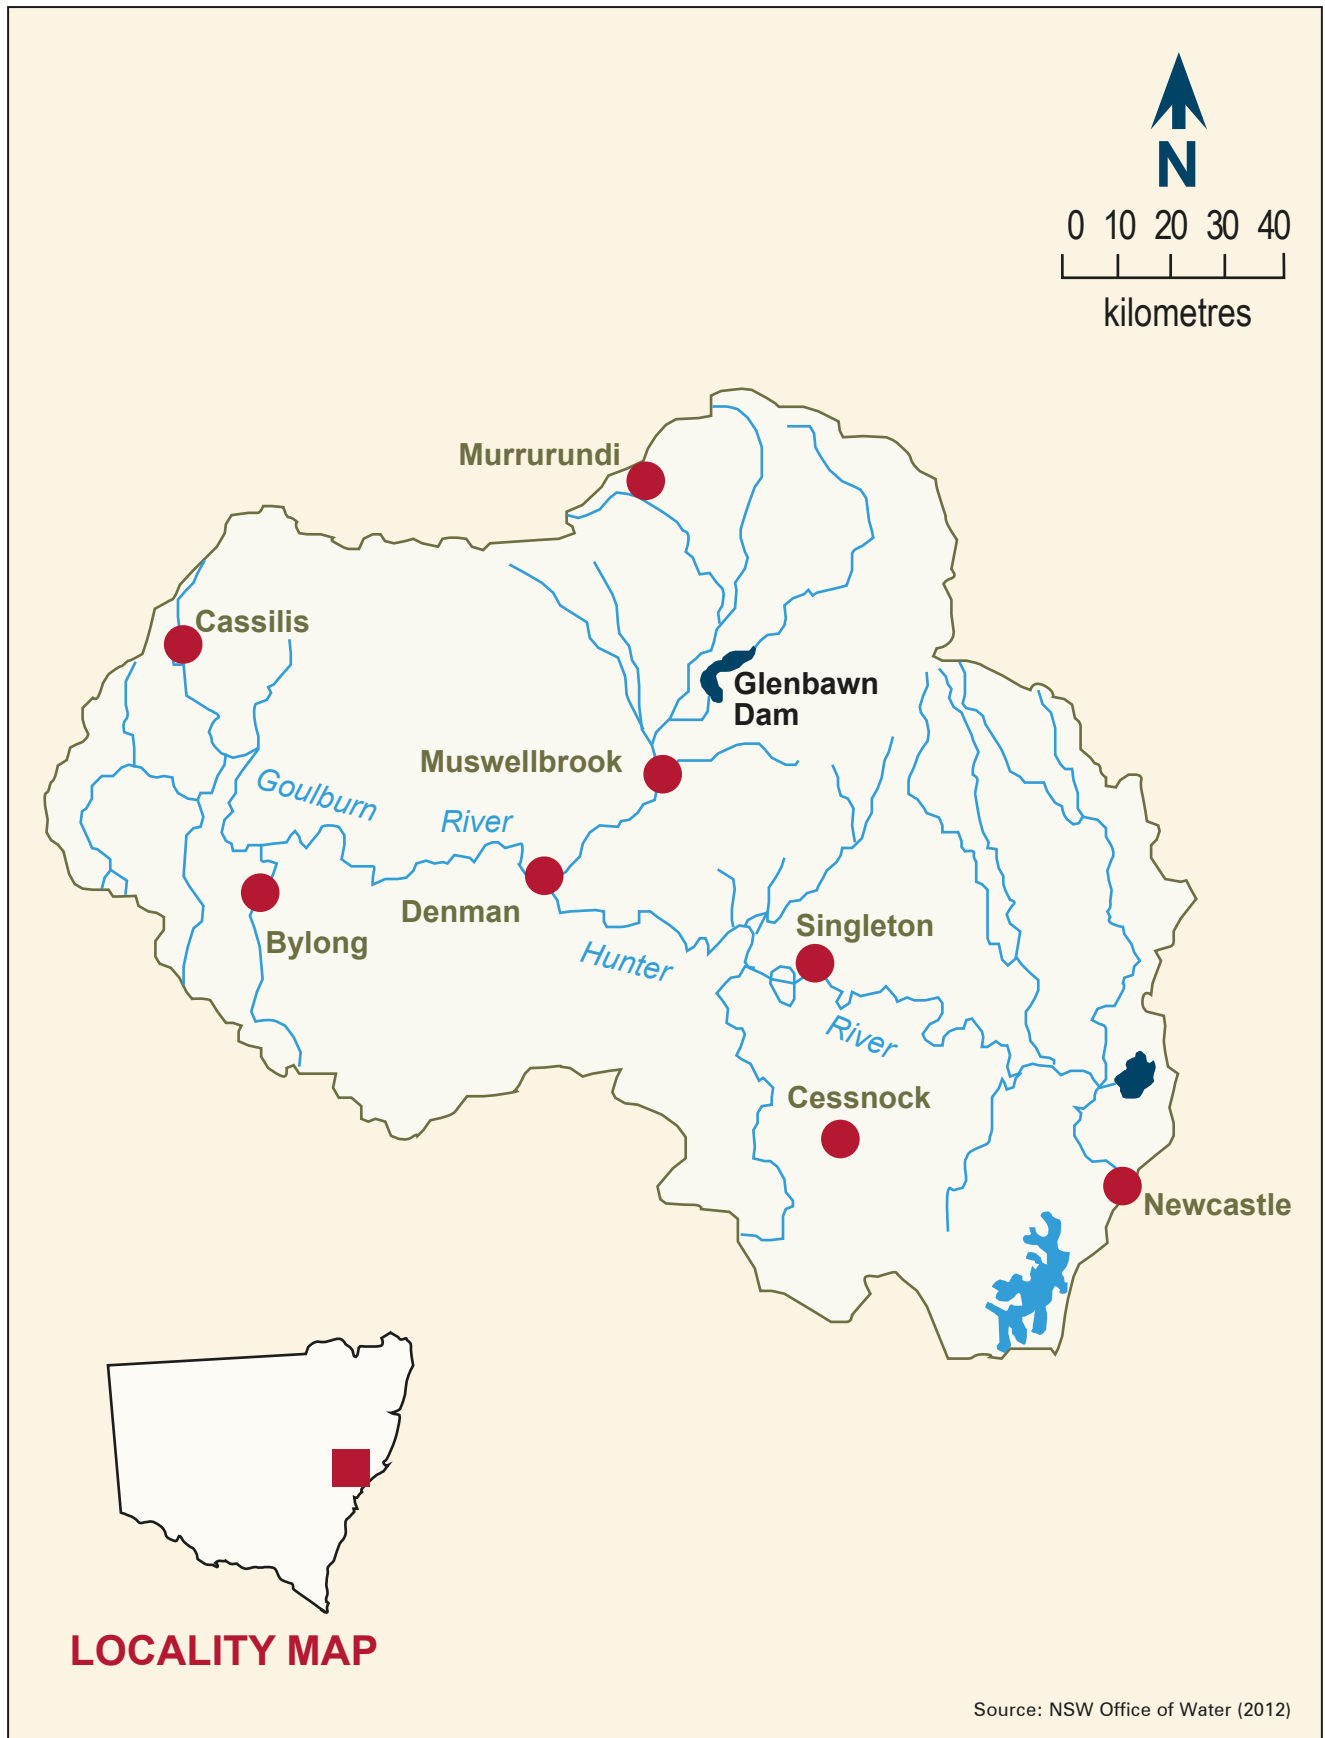 N
0 10 20 30 40
kilometres
Murrurundi
Cassilis
Glenbawn
Dam
Muswellbrook
Goulburn
River
Denman
Bylong
Hunter
Singleton
River
Cessnock
Newcastle
LOCALITY MAP
Source: NSW Office of Water (2012)